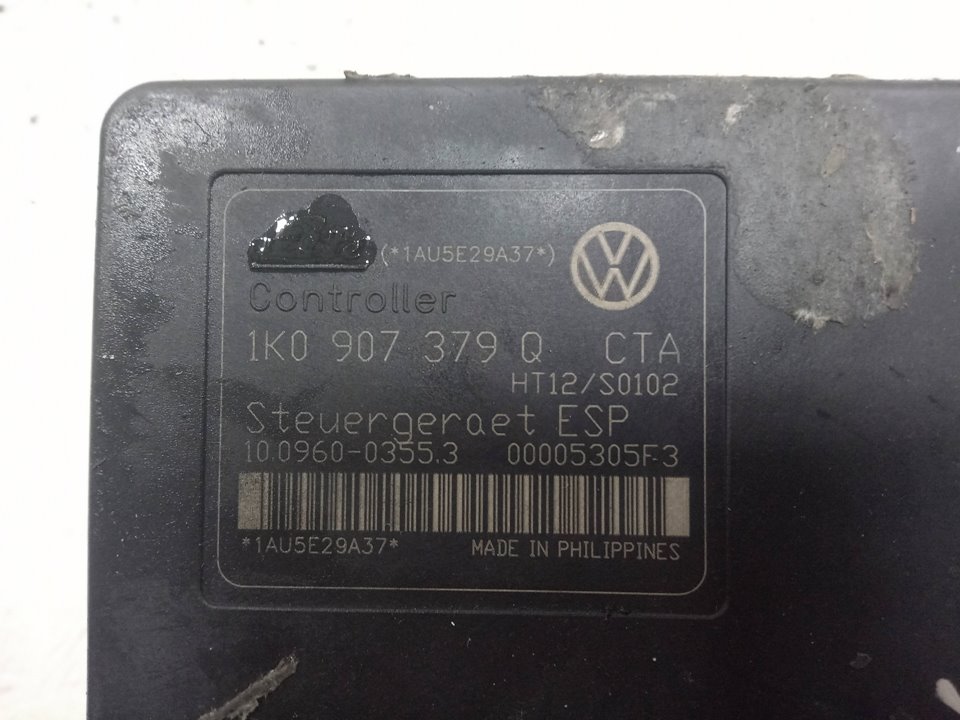 (*1AU5E29A37*)
Controller
1K0 907 379 Q CTA
HT12/S0102
Steuergeraet ESP
10.0960-0355.3 00005305F3
*1AU5E29A37* MADE IN PHILIPPINES